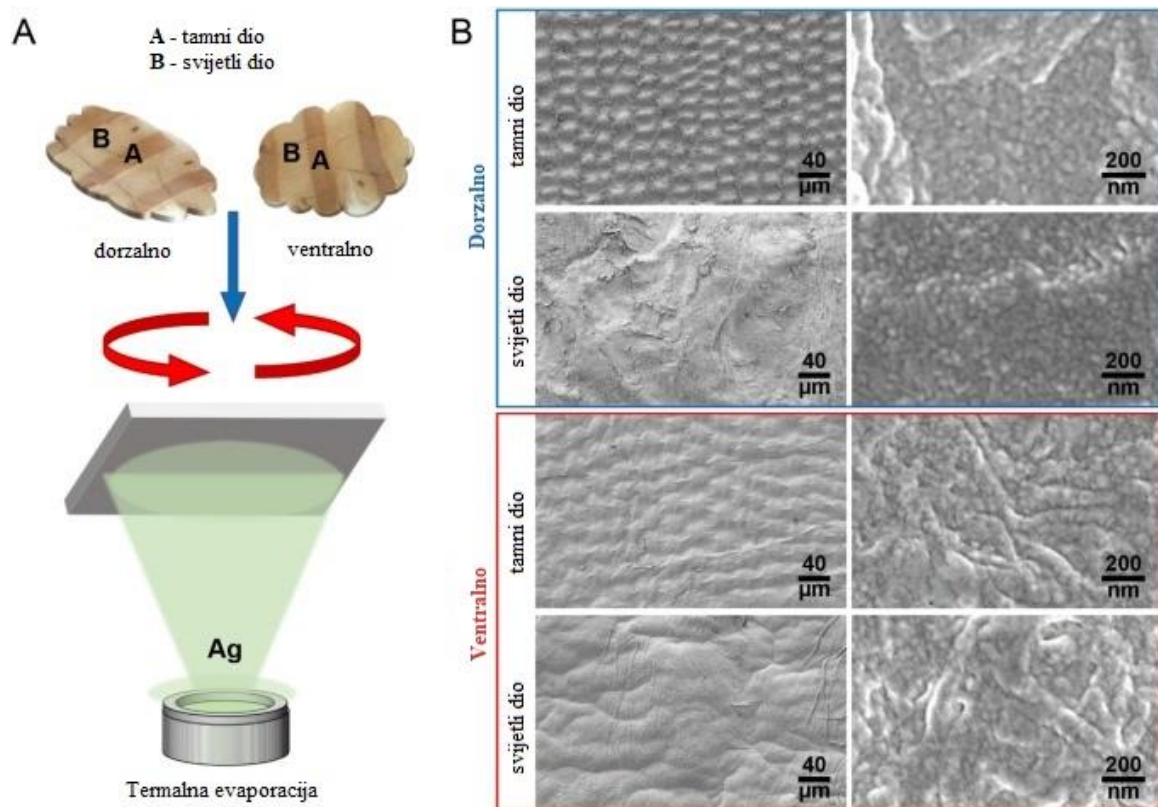 A
A - tamni dio
B - svijetli dio
B
A
B
A
dorzalno
ventralno
Ag
Termalna evaporacija
B
Dorzalno
tamni dio
40
µm
200
nm
svijetli dio
40
µm
200
nm
Ventralno
tamni dio
40
µm
200
nm
svijetli dio
40
µm
200
nm